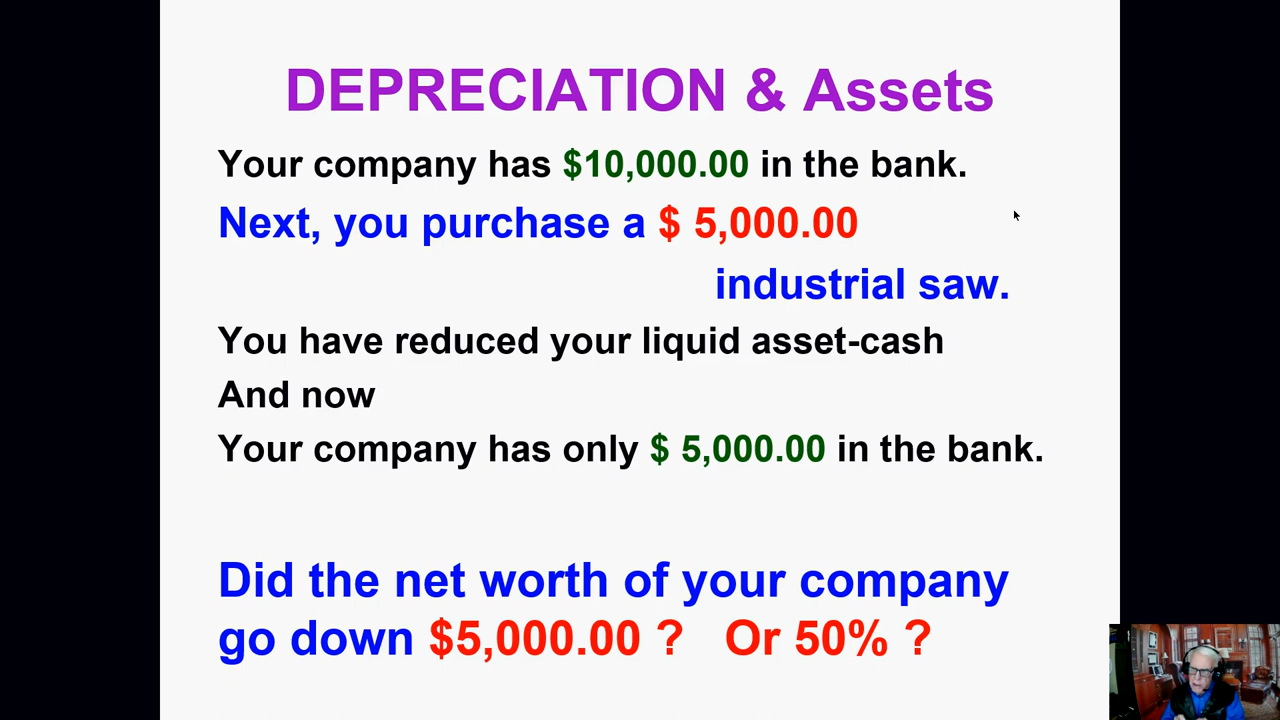 DEPRECIATION & Assets
Your company has $10,000.00 in the bank.
Next, you purchase a $ 5,000.00
industrial saw.
You have reduced your liquid asset-cash
And now
Your company has only $ 5,000.00 in the bank.
Did the net worth of your company
go down $5,000.00 ? Or 50% ?